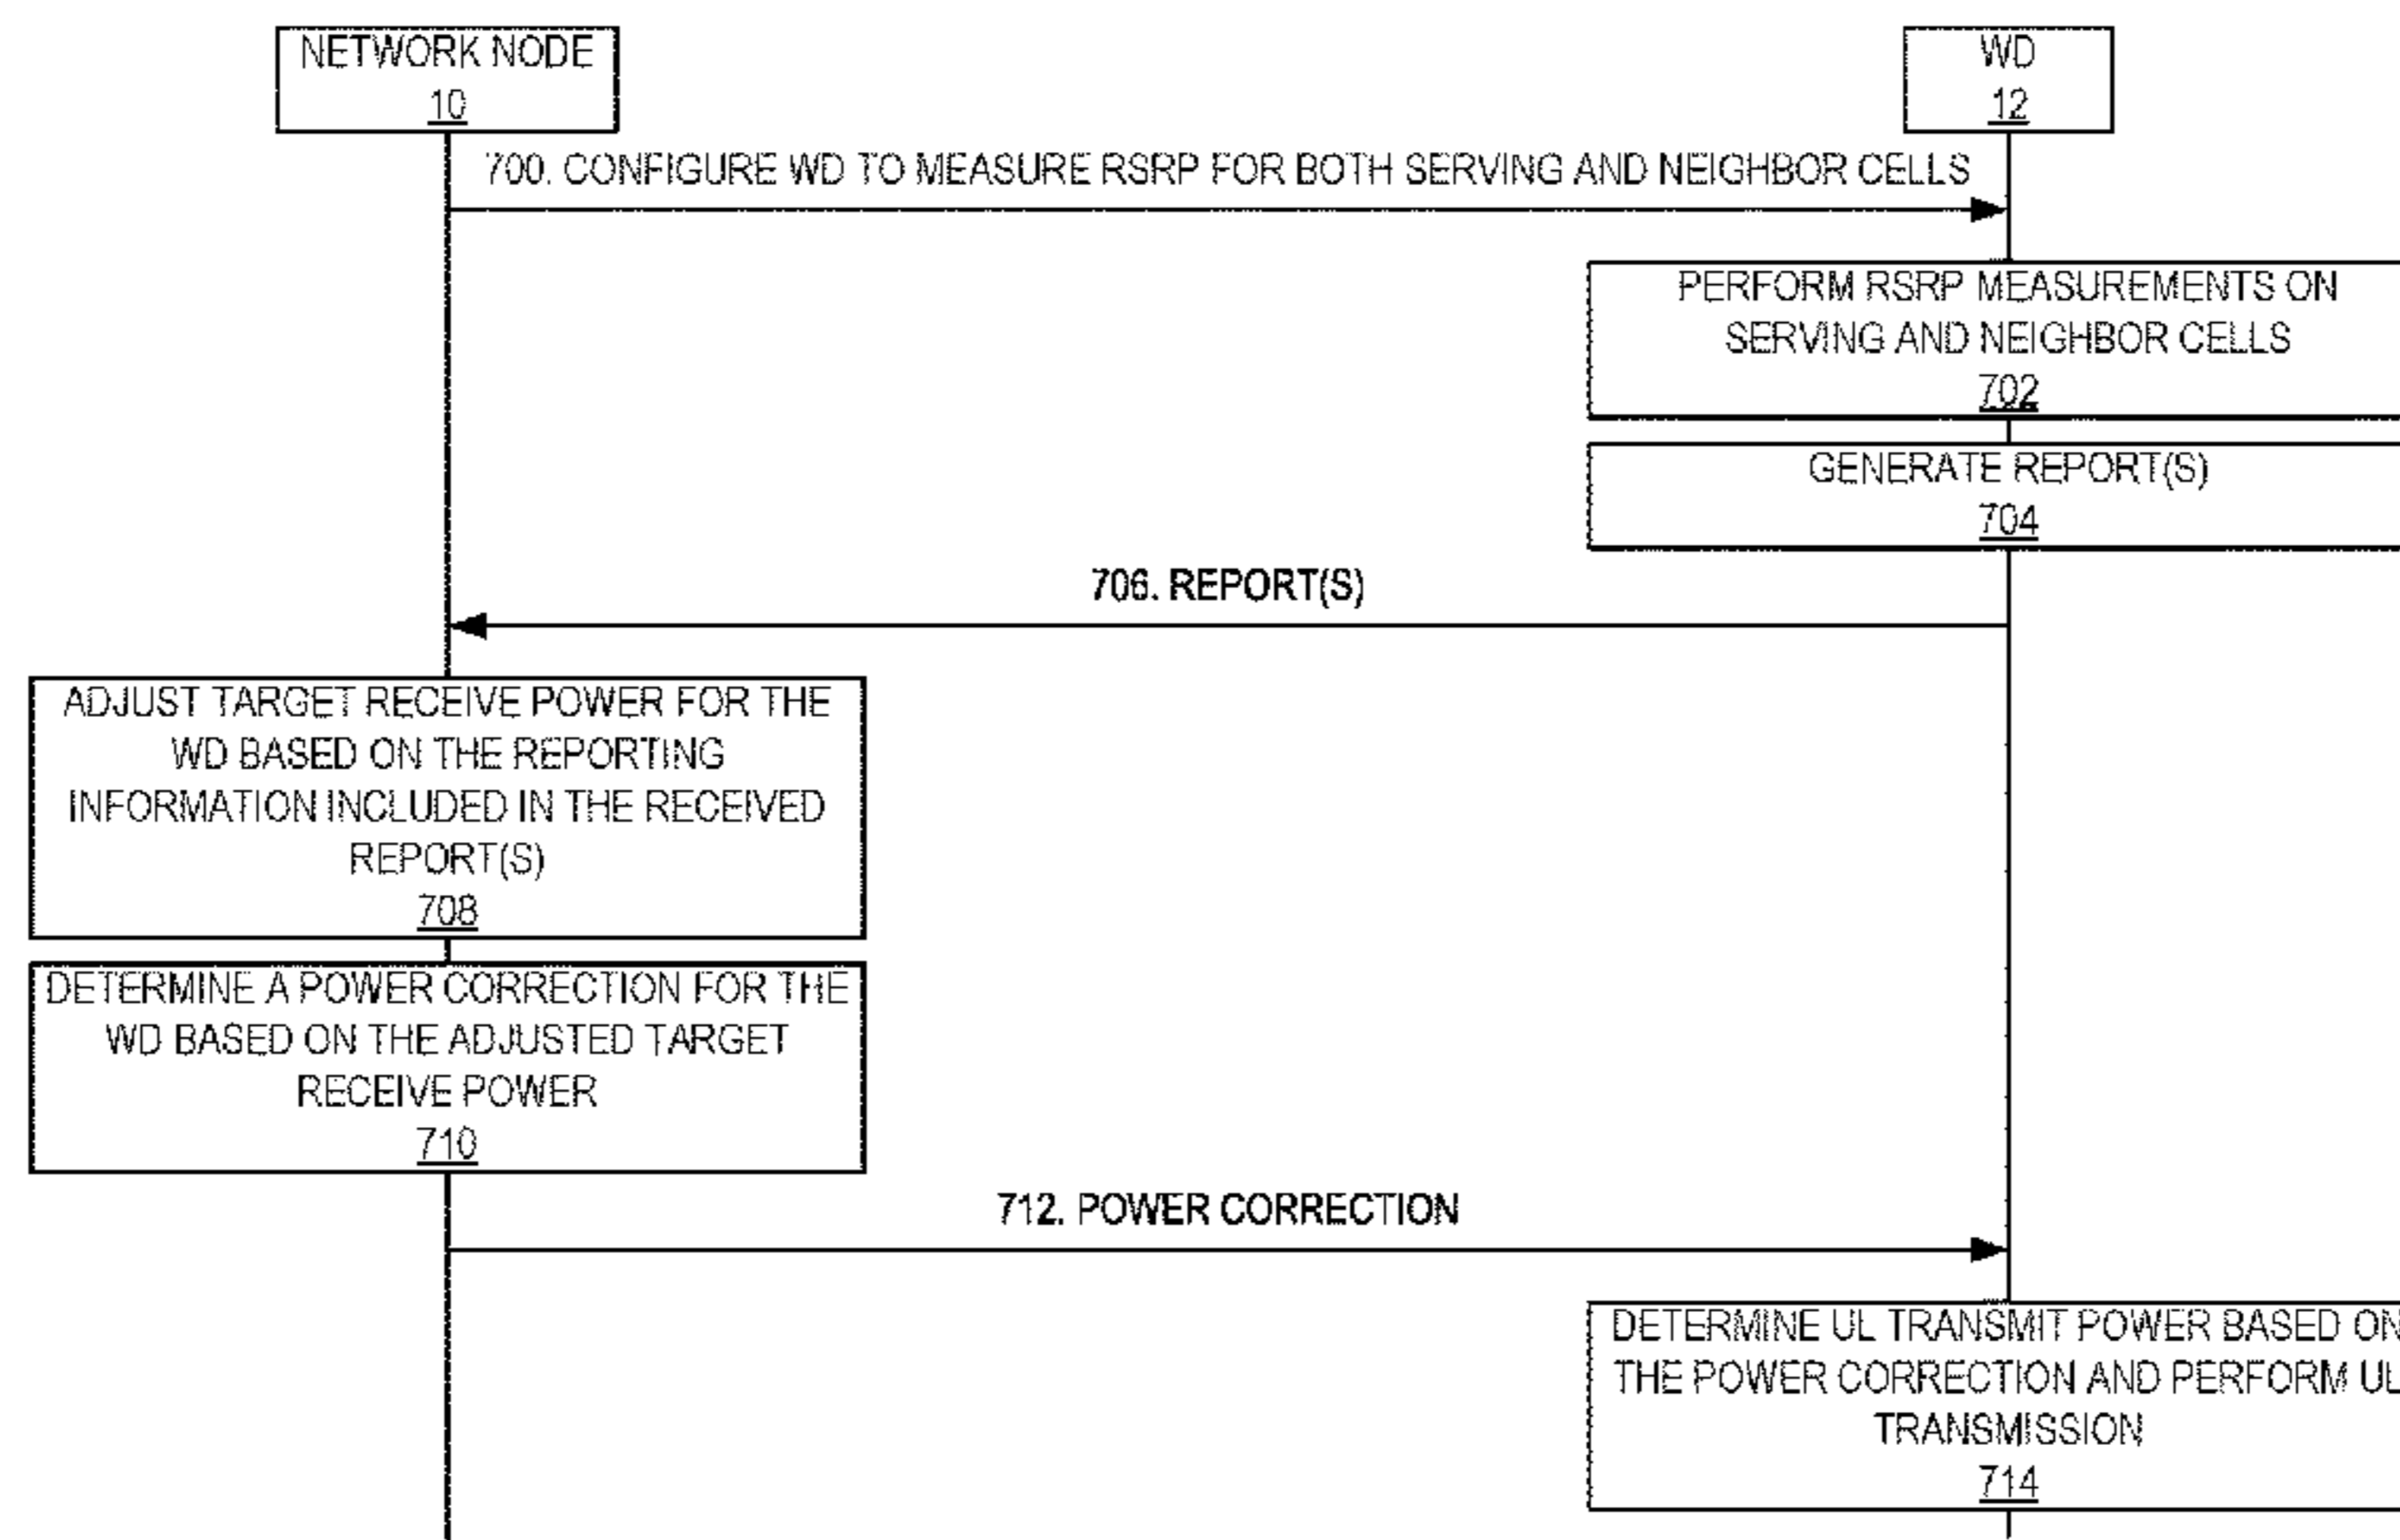 NETWORK NODE
10
WD
12
700. CONFIGURE WD TO MEASURE RSRP FOR BOTH SERVING AND NEIGHBOR CELLS
PERFORM RSRP MEASUREMENTS ON
SERVING AND NEIGHBOR CELLS
702
GENERATE REPORT(S)
704
706. REPORT(S)
ADJUST TARGET RECEIVE POWER FOR THE
WD BASED ON THE REPORTING
INFORMATION INCLUDED IN THE RECEIVED
REPORT(S)
708
DETERMINE A POWER CORRECTION FOR THE
WD BASED ON THE ADJUSTED TARGET
RECEIVE POWER
710
712. POWER CORRECTION
DETERMINE UL TRANSMIT POWER BASED ON
THE POWER CORRECTION AND PERFORM UL
TRANSMISSION
714